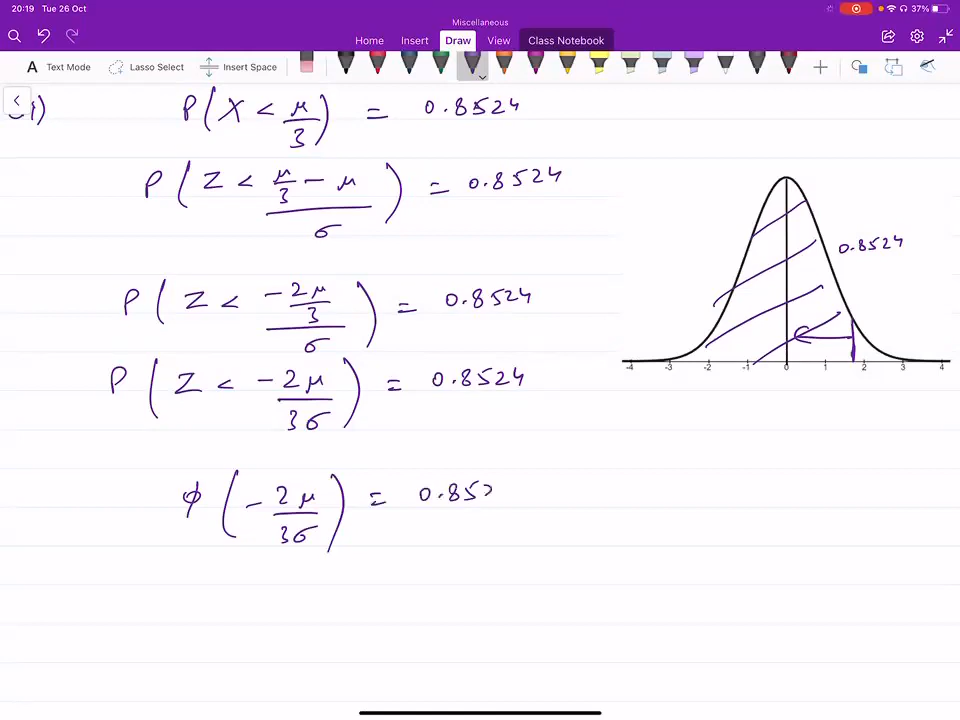 20:19 Tue 26 Oct
37%
Miscellaneous
Home Insert Draw View Class Notebook
A Text Mode Lasso Select Insert Space
P(X < μ/3) = 0.8524
P(Z < (μ/3 - μ)/σ) = 0.8524
0.8524
P(Z < (-2μ/3)/σ) = 0.8524
P(Z < -2μ/3σ) = 0.8524
-4 -3 -2 -1 0 1 2 3 4
φ(-2μ/3σ) = 0.85